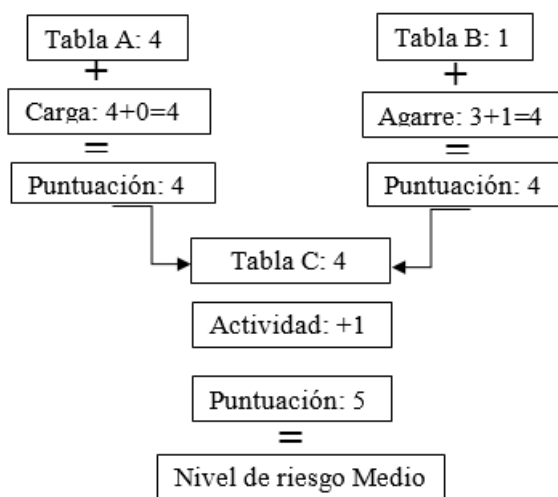 Tabla A: 4
Tabla B: 1
+
+
Carga: 4+0=4
Agarre: 3+1=4
=
=
Puntuación: 4
Puntuación: 4
Tabla C: 4
Actividad: +1
Puntuación: 5
=
Nivel de riesgo Medio